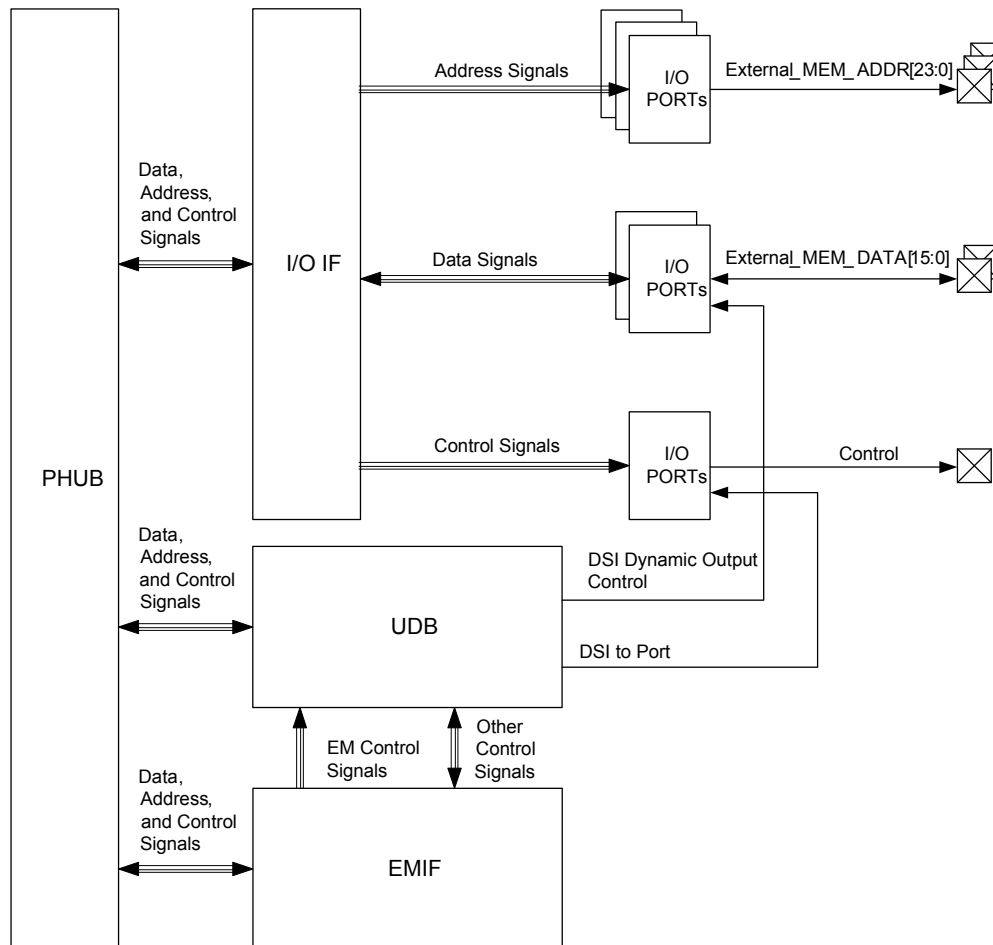 Address Signals
I/O
PORTs
External_MEM_ADDR[23:0]
Data,
Address,
and Control
Signals
I/O IF
Data Signals
I/O
PORTs
External_MEM_DATA[15:0]
Control Signals
I/O
PORTs
Control
PHUB
Data,
Address,
and Control
Signals
UDB
DSI Dynamic Output
Control
DSI to Port
EM Control
Signals
Other
Control
Signals
Data,
Address,
and Control
Signals
EMIF